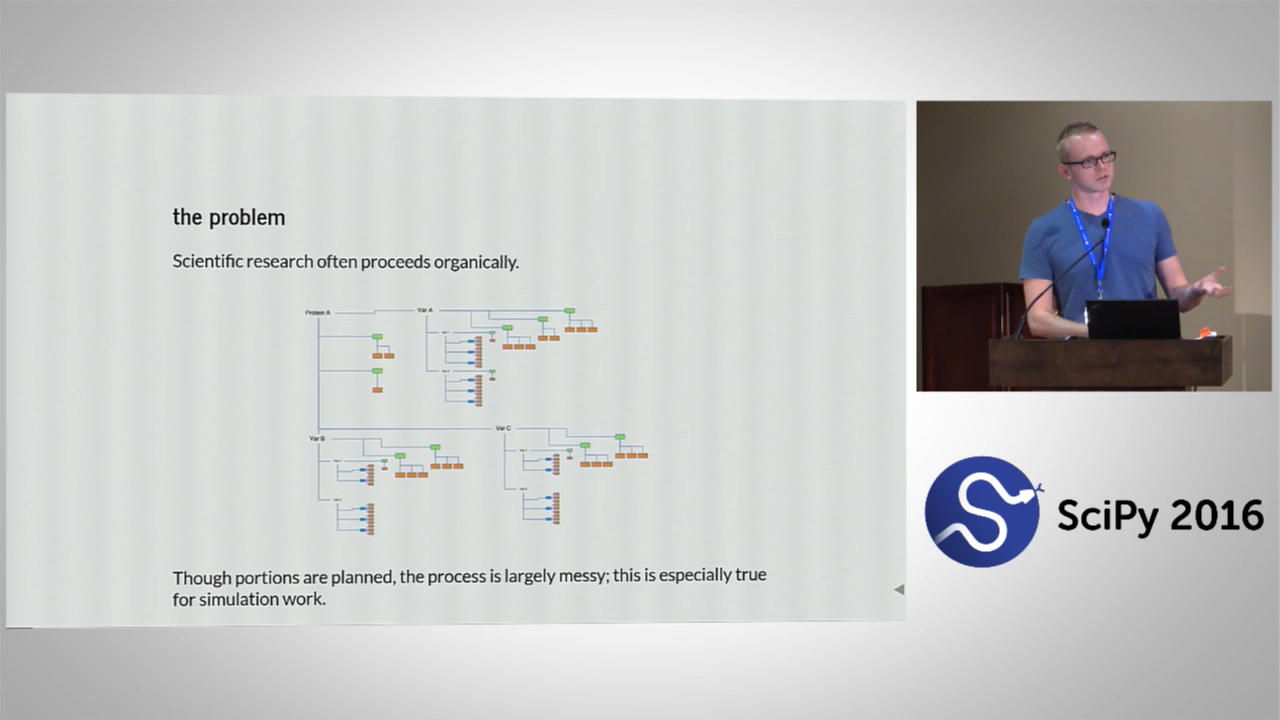 the problem
Scientific research often proceeds organically.
Protein A
Var A
Var B
Var C
Though portions are planned, the process is largely messy; this is especially true
for simulation work.
SciPy 2016